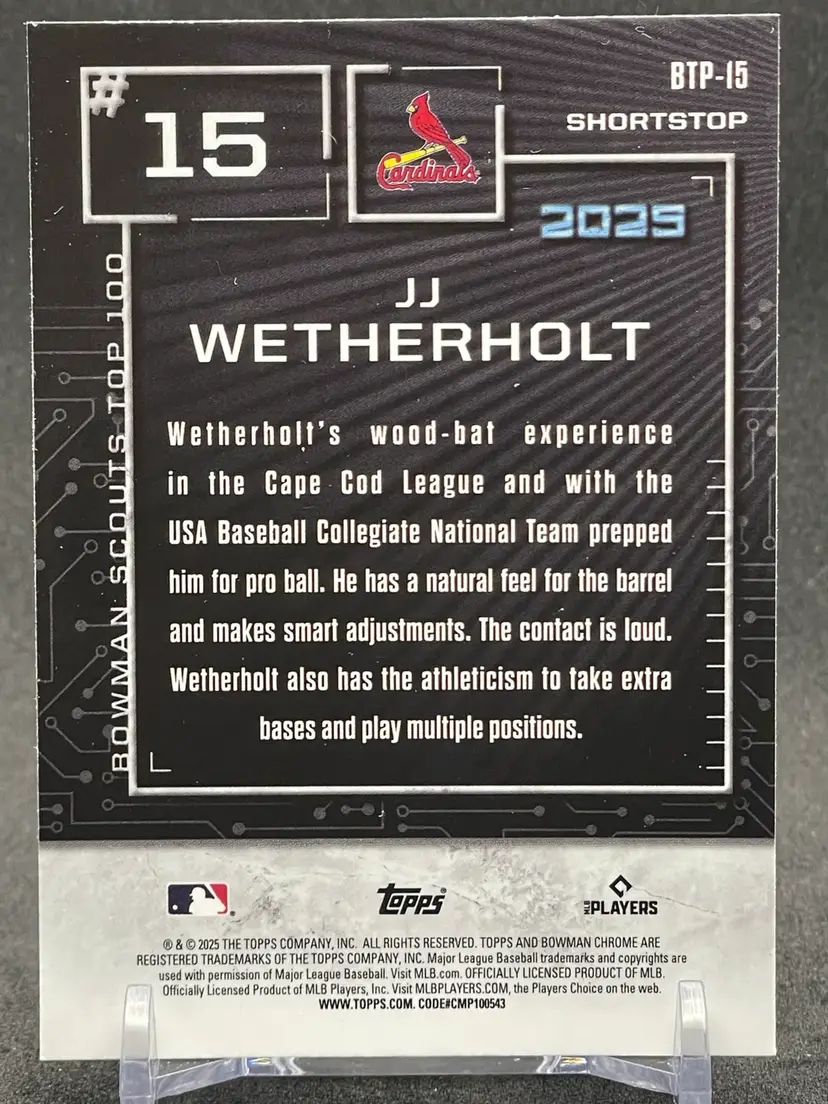 #
15
Cardinals
BTP-15
SHORTSTOP
2025
BOWMAN SCOUTS TOP 100
JJ
WETHERHOLT
Wetherholt's wood-bat experience
in the Cape Cod League and with the
USA Baseball Collegiate National Team prepped
him for pro ball. He has a natural feel for the barrel
and makes smart adjustments. The contact is loud.
Wetherholt also has the athleticism to take extra
bases and play multiple positions.
Topps®
MLB PLAYERS
® & © 2025 THE TOPPS COMPANY, INC. ALL RIGHTS RESERVED. TOPPS AND BOWMAN CHROME ARE
REGISTERED TRADEMARKS OF THE TOPPS COMPANY, INC. Major League Baseball trademarks and copyrights are
used with permission of Major League Baseball. Visit MLB.com. OFFICIALLY LICENSED PRODUCT OF MLB.
Officially Licensed Product of MLB Players, Inc. Visit MLBPLAYERS.COM, the Players Choice on the web.
WWW.TOPPS.COM. CODE#CMP100543